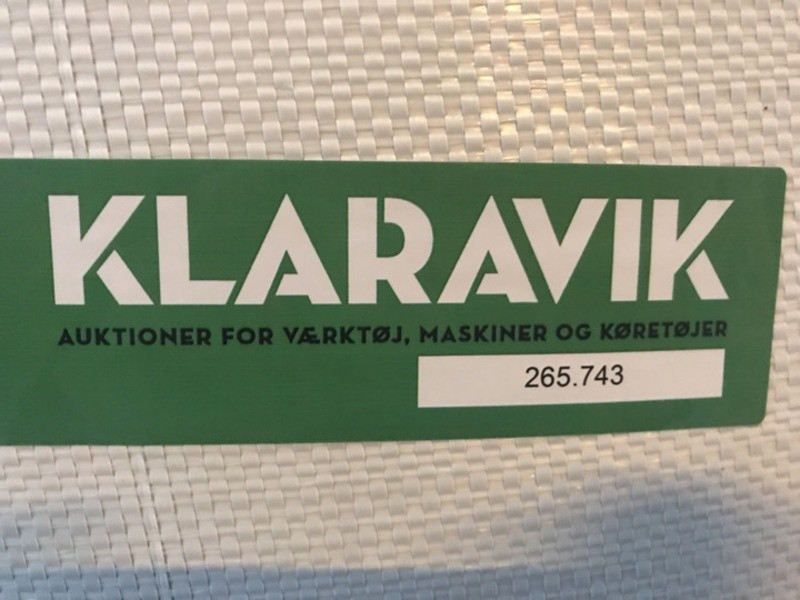 KLARAVIK
AUKTIONER FOR VÆRKTØJ, MASKINER OG KØRETØJER
265.743